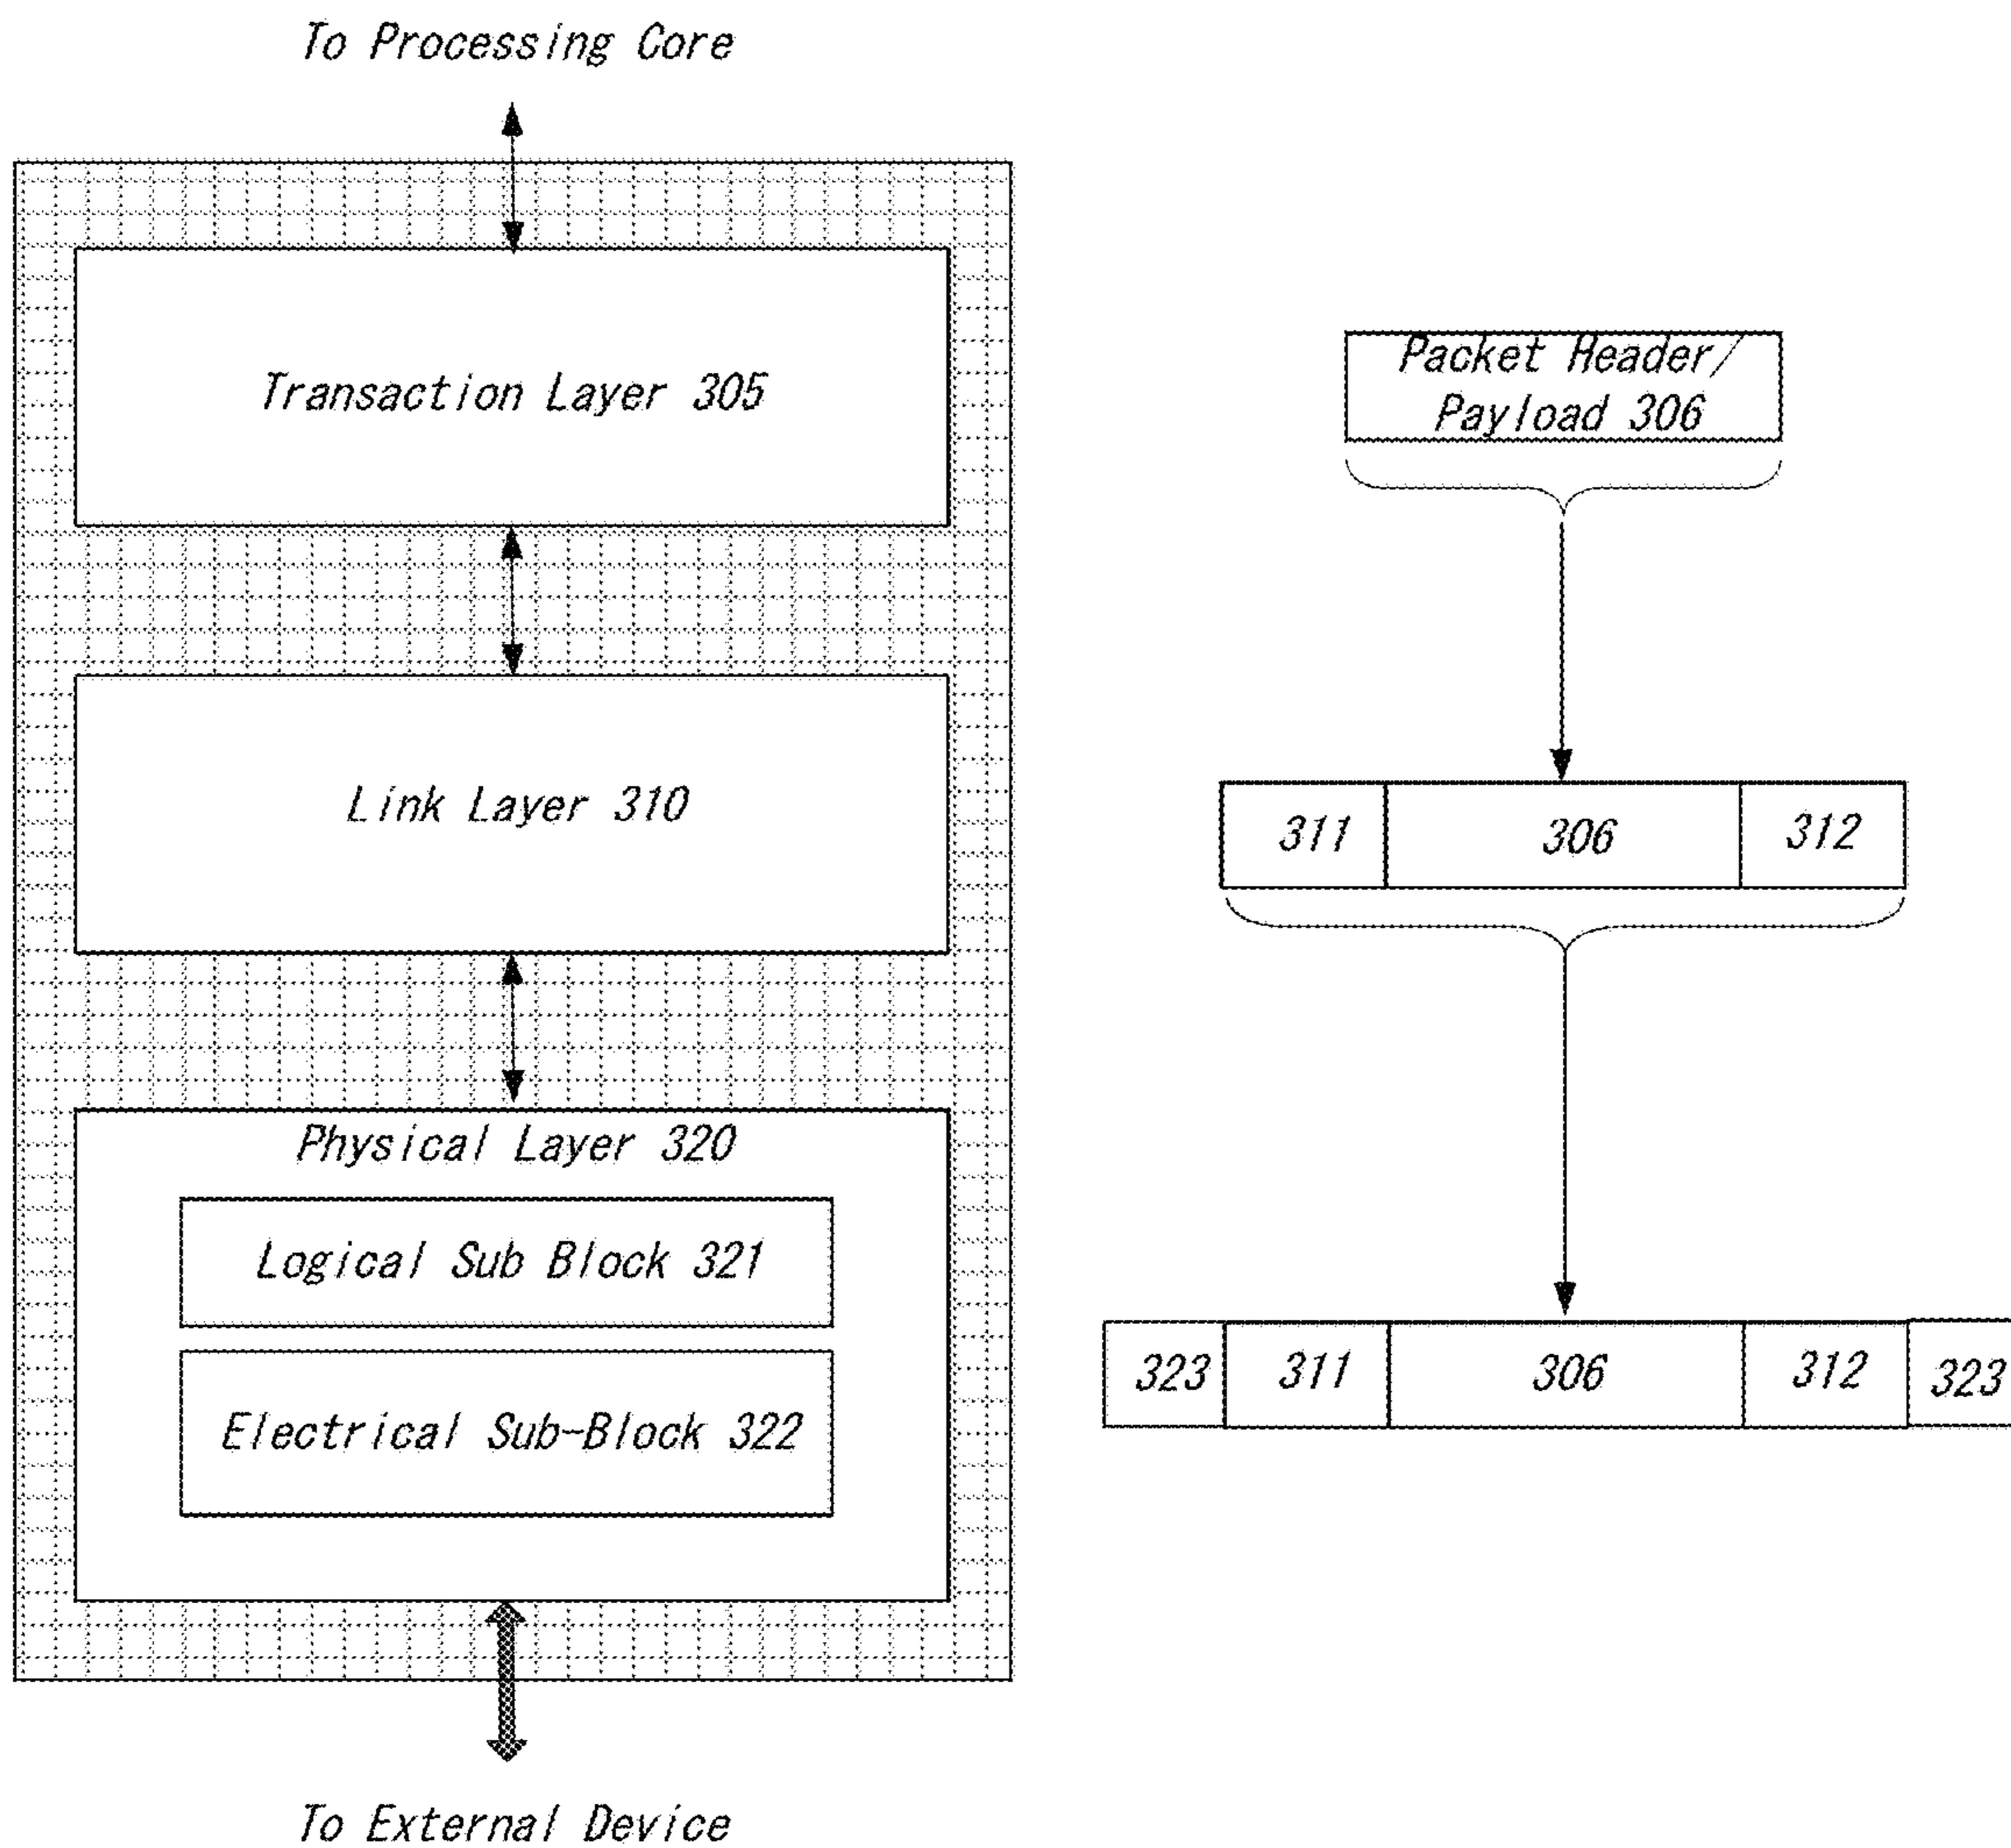 To Processing Core
Transaction Layer 305
Packet Header/
Payload 306
Link Layer 310
311 306 312
Physical Layer 320
Logical Sub Block 321
Electrical Sub-Block 322
323 311 306 312 323
To External Device